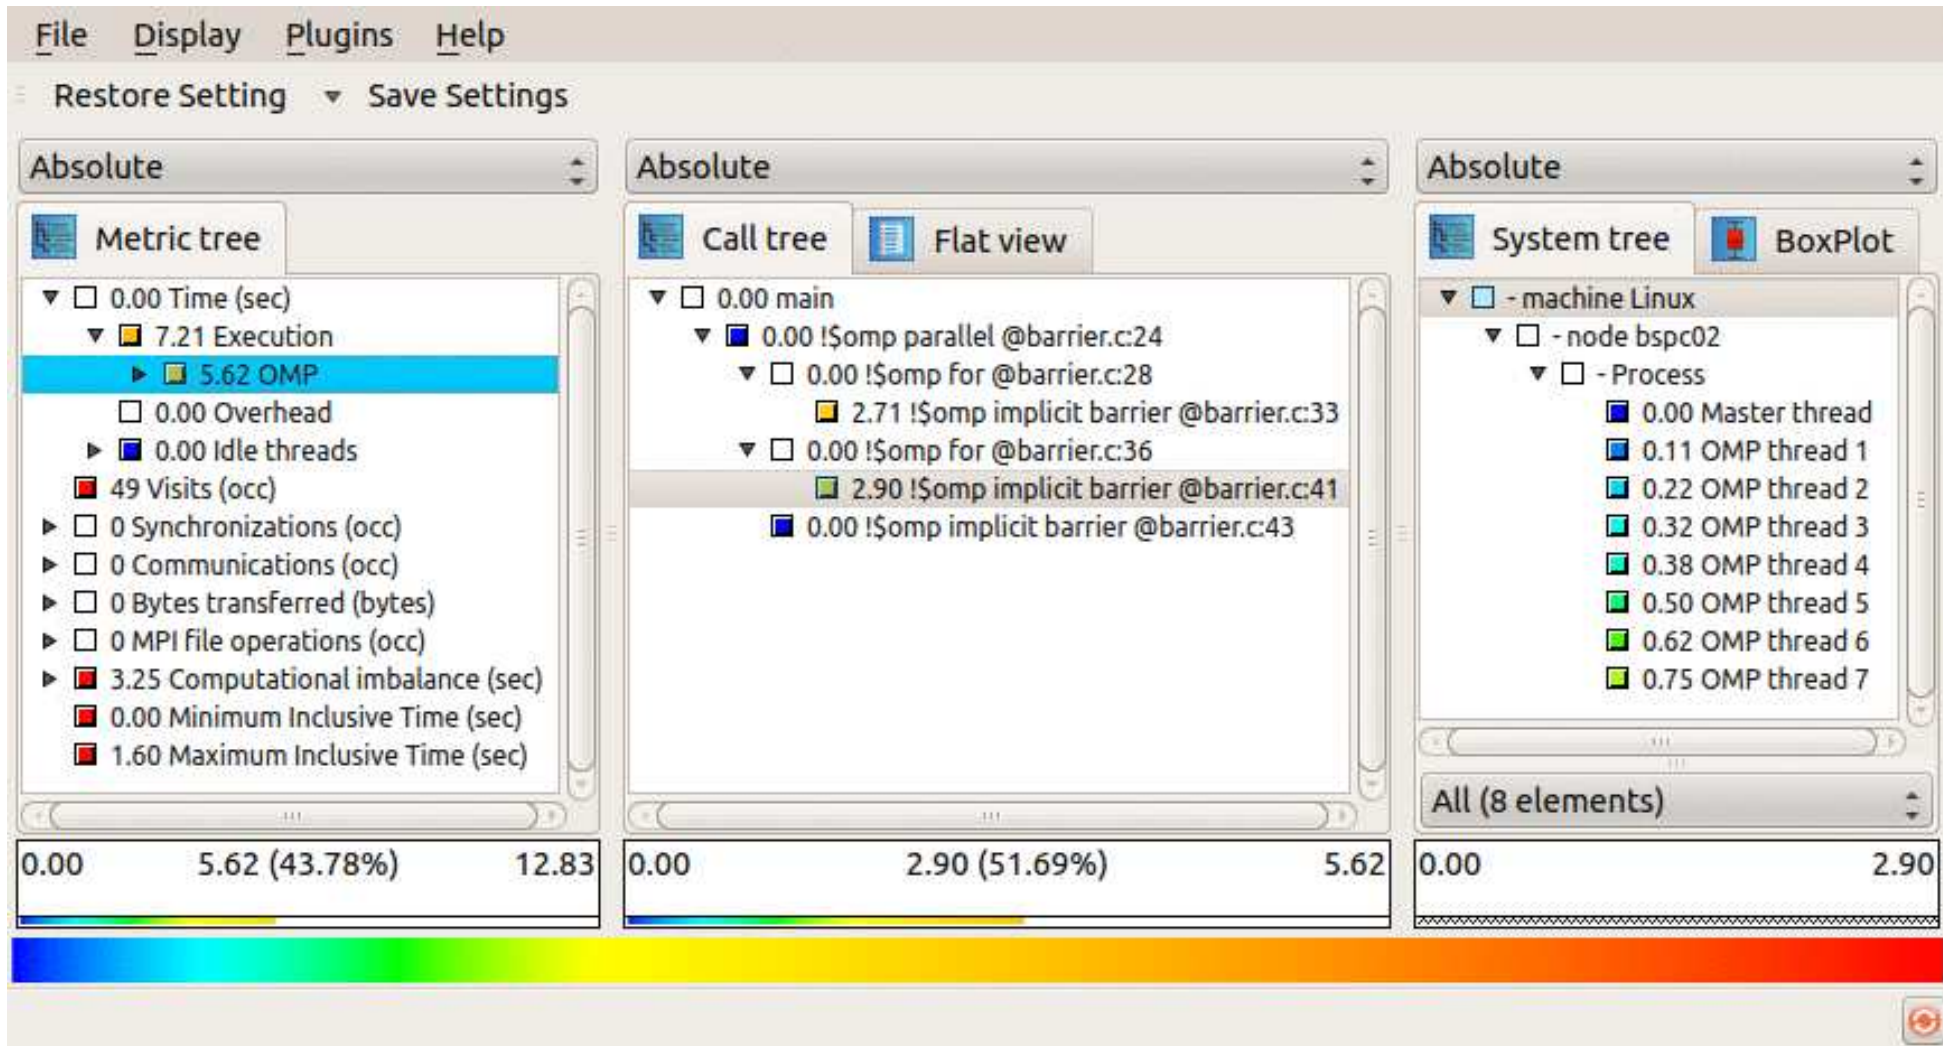 File Display Plugins Help
Restore Setting Save Settings
Absolute
Metric tree
0.00 Time (sec)
7.21 Execution
5.62 OMP
0.00 Overhead
0.00 Idle threads
49 Visits (occ)
0 Synchronizations (occ)
0 Communications (occ)
0 Bytes transferred (bytes)
0 MPI file operations (occ)
3.25 Computational imbalance (sec)
0.00 Minimum Inclusive Time (sec)
1.60 Maximum Inclusive Time (sec)
0.00 5.62 (43.78%) 12.83
Absolute
Call tree Flat view
0.00 main
0.00 !$omp parallel @barrier.c:24
0.00 !$omp for @barrier.c:28
2.71 !$omp implicit barrier @barrier.c:33
0.00 !$omp for @barrier.c:36
2.90 !$omp implicit barrier @barrier.c:41
0.00 !$omp implicit barrier @barrier.c:43
0.00 2.90 (51.69%) 5.62
Absolute
System tree BoxPlot
- machine Linux
- node bspc02
- Process
0.00 Master thread
0.11 OMP thread 1
0.22 OMP thread 2
0.32 OMP thread 3
0.38 OMP thread 4
0.50 OMP thread 5
0.62 OMP thread 6
0.75 OMP thread 7
All (8 elements)
0.00 2.90